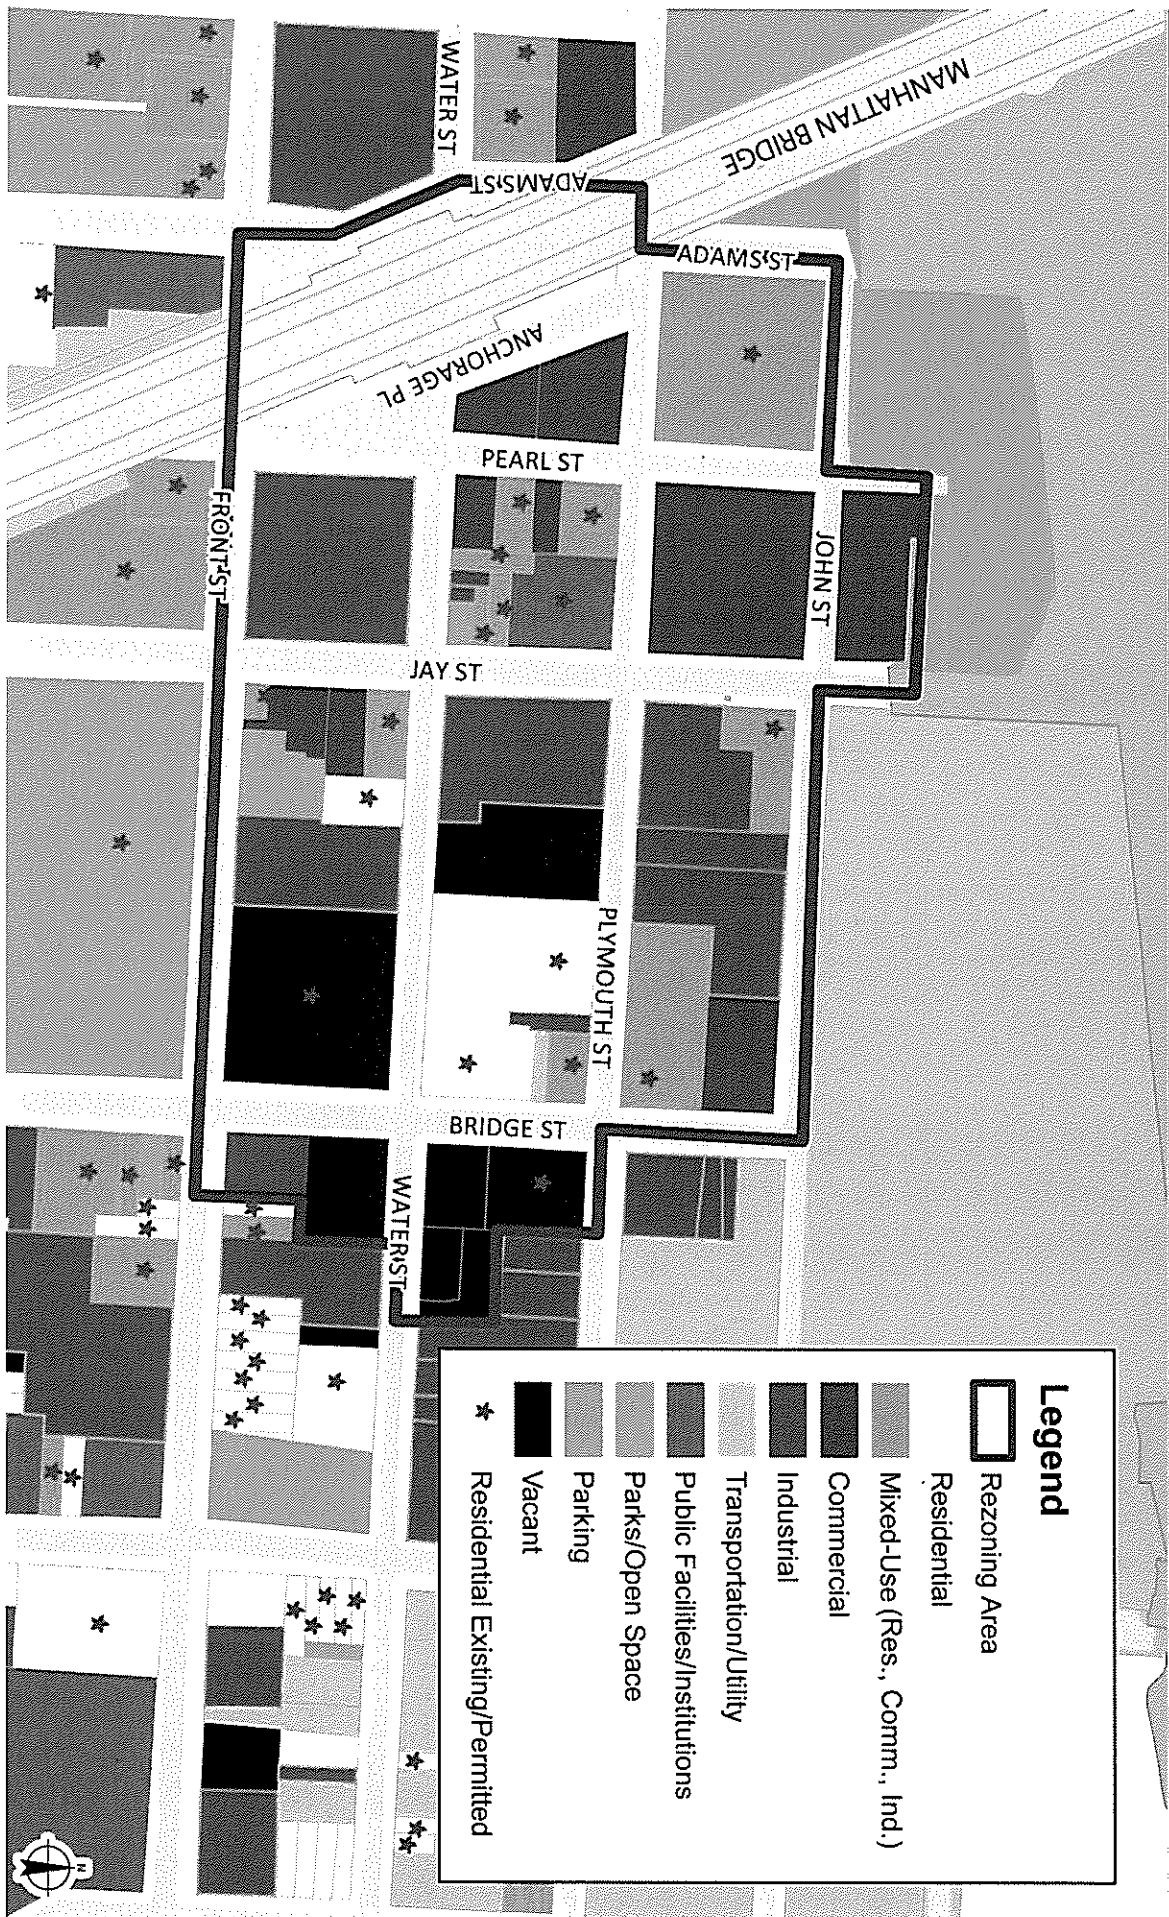 MANHATTAN BRIDGE
WATER ST
ADAMS ST
ADAMS ST
ANCHORAGE PL
PEARL ST
FRONT ST
JOHN ST
JAY ST
PLYMOUTH ST
BRIDGE ST
WATER ST
Legend
Rezoning Area
Residential
Mixed-Use (Res., Comm., Ind.)
Commercial
Industrial
Transportation/Utility
Public Facilities/Institutions
Parks/Open Space
Parking
Vacant
Residential Existing/Permitted
N